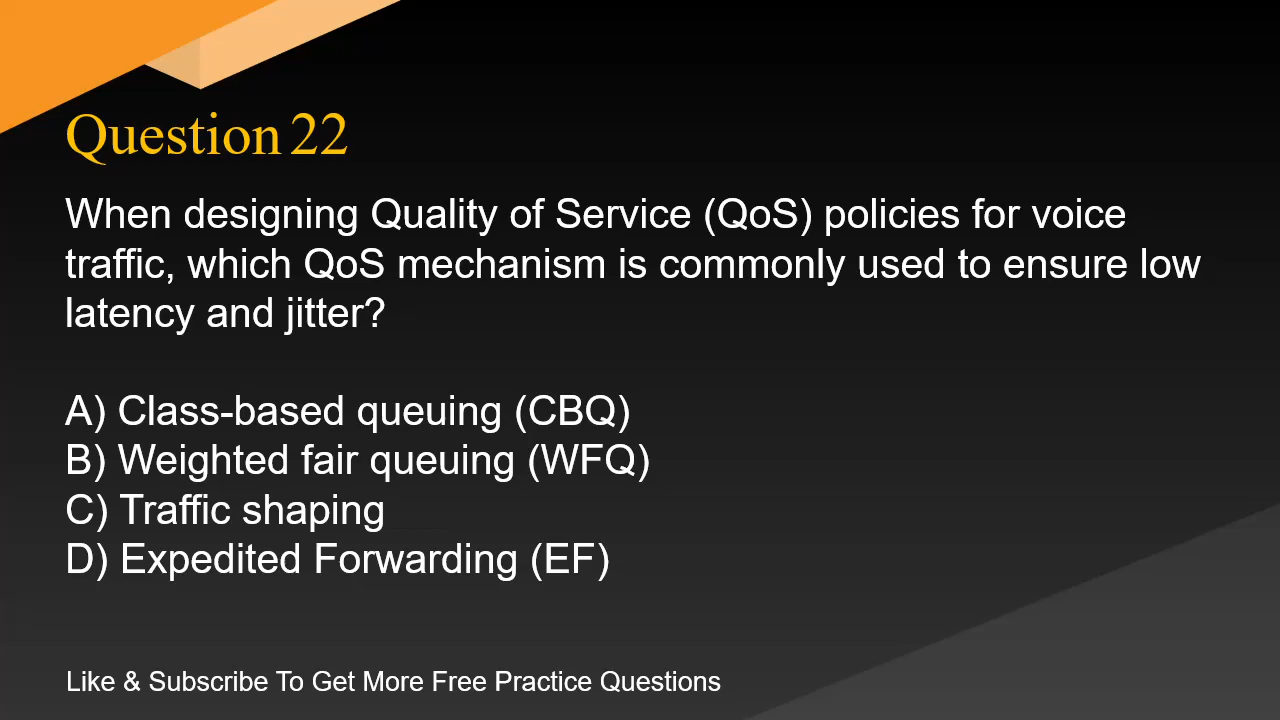 Question 22
When designing Quality of Service (QoS) policies for voice
traffic, which QoS mechanism is commonly used to ensure low
latency and jitter?
A) Class-based queuing (CBQ)
B) Weighted fair queuing (WFQ)
C) Traffic shaping
D) Expedited Forwarding (EF)
Like & Subscribe To Get More Free Practice Questions